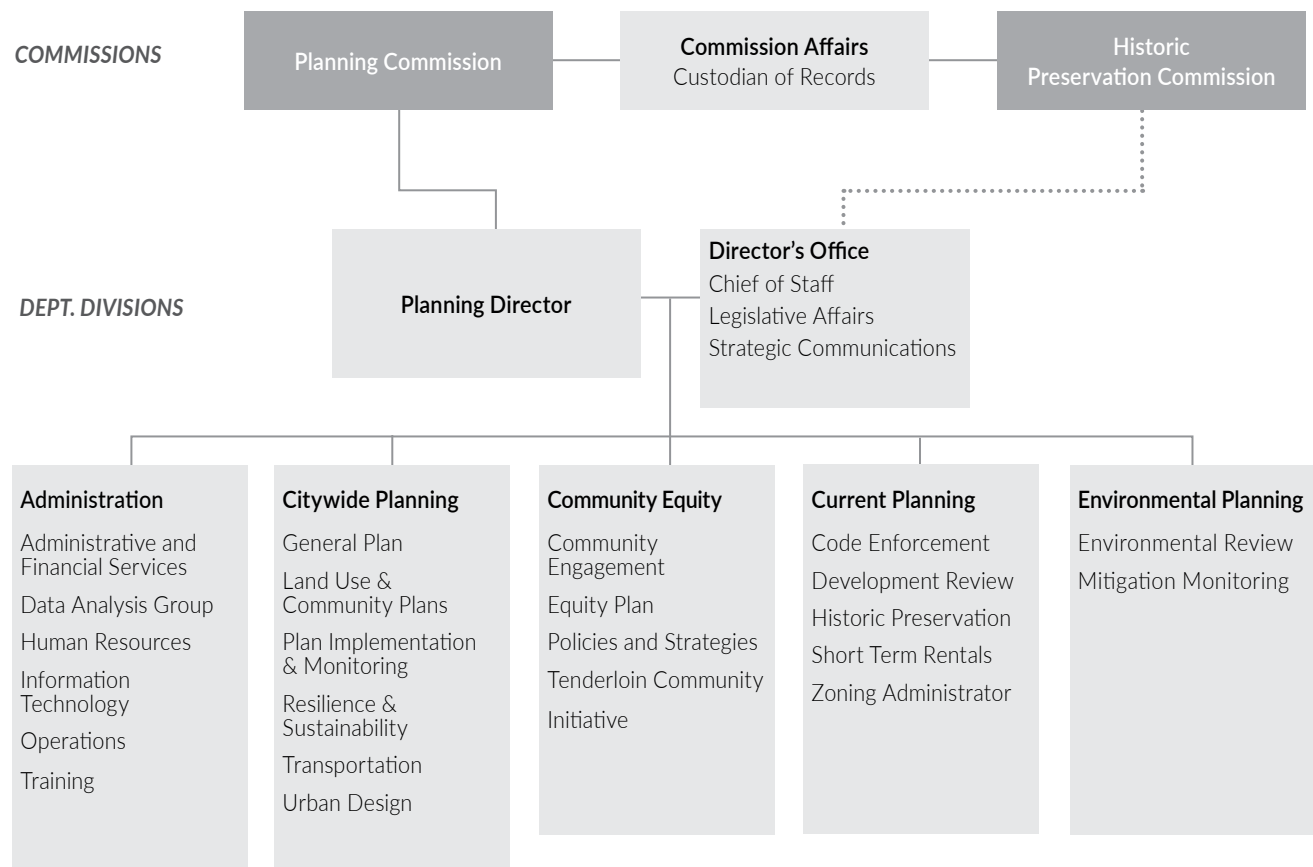 COMMISSIONS
Planning Commission
Commission Affairs
Custodian of Records
Historic
Preservation Commission
DEPT. DIVISIONS
Planning Director
Director’s Office
Chief of Staff
Legislative Affairs
Strategic Communications
Administration
Administrative and
Financial Services
Data Analysis Group
Human Resources
Information
Technology
Operations
Training
Citywide Planning
General Plan
Land Use &
Community Plans
Plan Implementation
& Monitoring
Resilience &
Sustainability
Transportation
Urban Design
Community Equity
Community
Engagement
Equity Plan
Policies and Strategies
Tenderloin Community
Initiative
Current Planning
Code Enforcement
Development Review
Historic Preservation
Short Term Rentals
Zoning Administrator
Environmental Planning
Environmental Review
Mitigation Monitoring